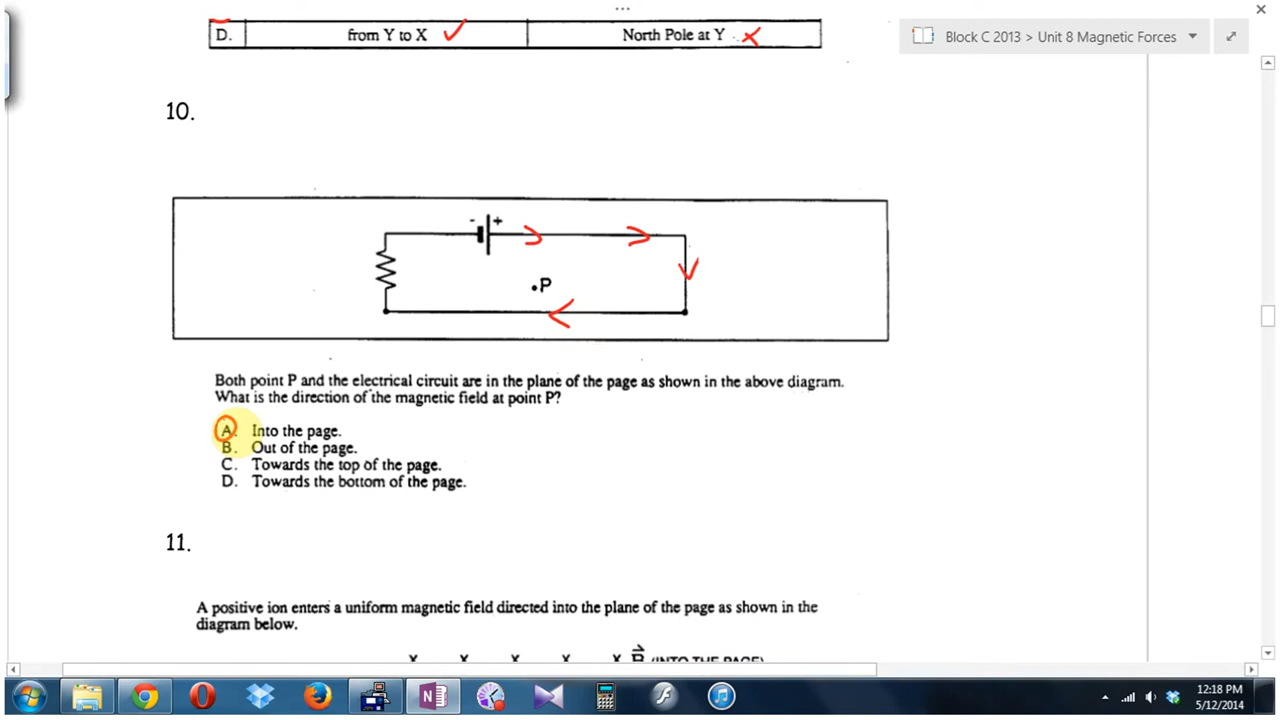 ...
D. from Y to X North Pole at Y
Block C 2013 > Unit 8 Magnetic Forces
10.
- +
.P
Both point P and the electrical circuit are in the plane of the page as shown in the above diagram.
What is the direction of the magnetic field at point P?
A. Into the page.
B. Out of the page.
C. Towards the top of the page.
D. Towards the bottom of the page.
11.
A positive ion enters a uniform magnetic field directed into the plane of the page as shown in the
diagram below.
X X X X X B (INTO THE PAGE)
12:18 PM
5/12/2014